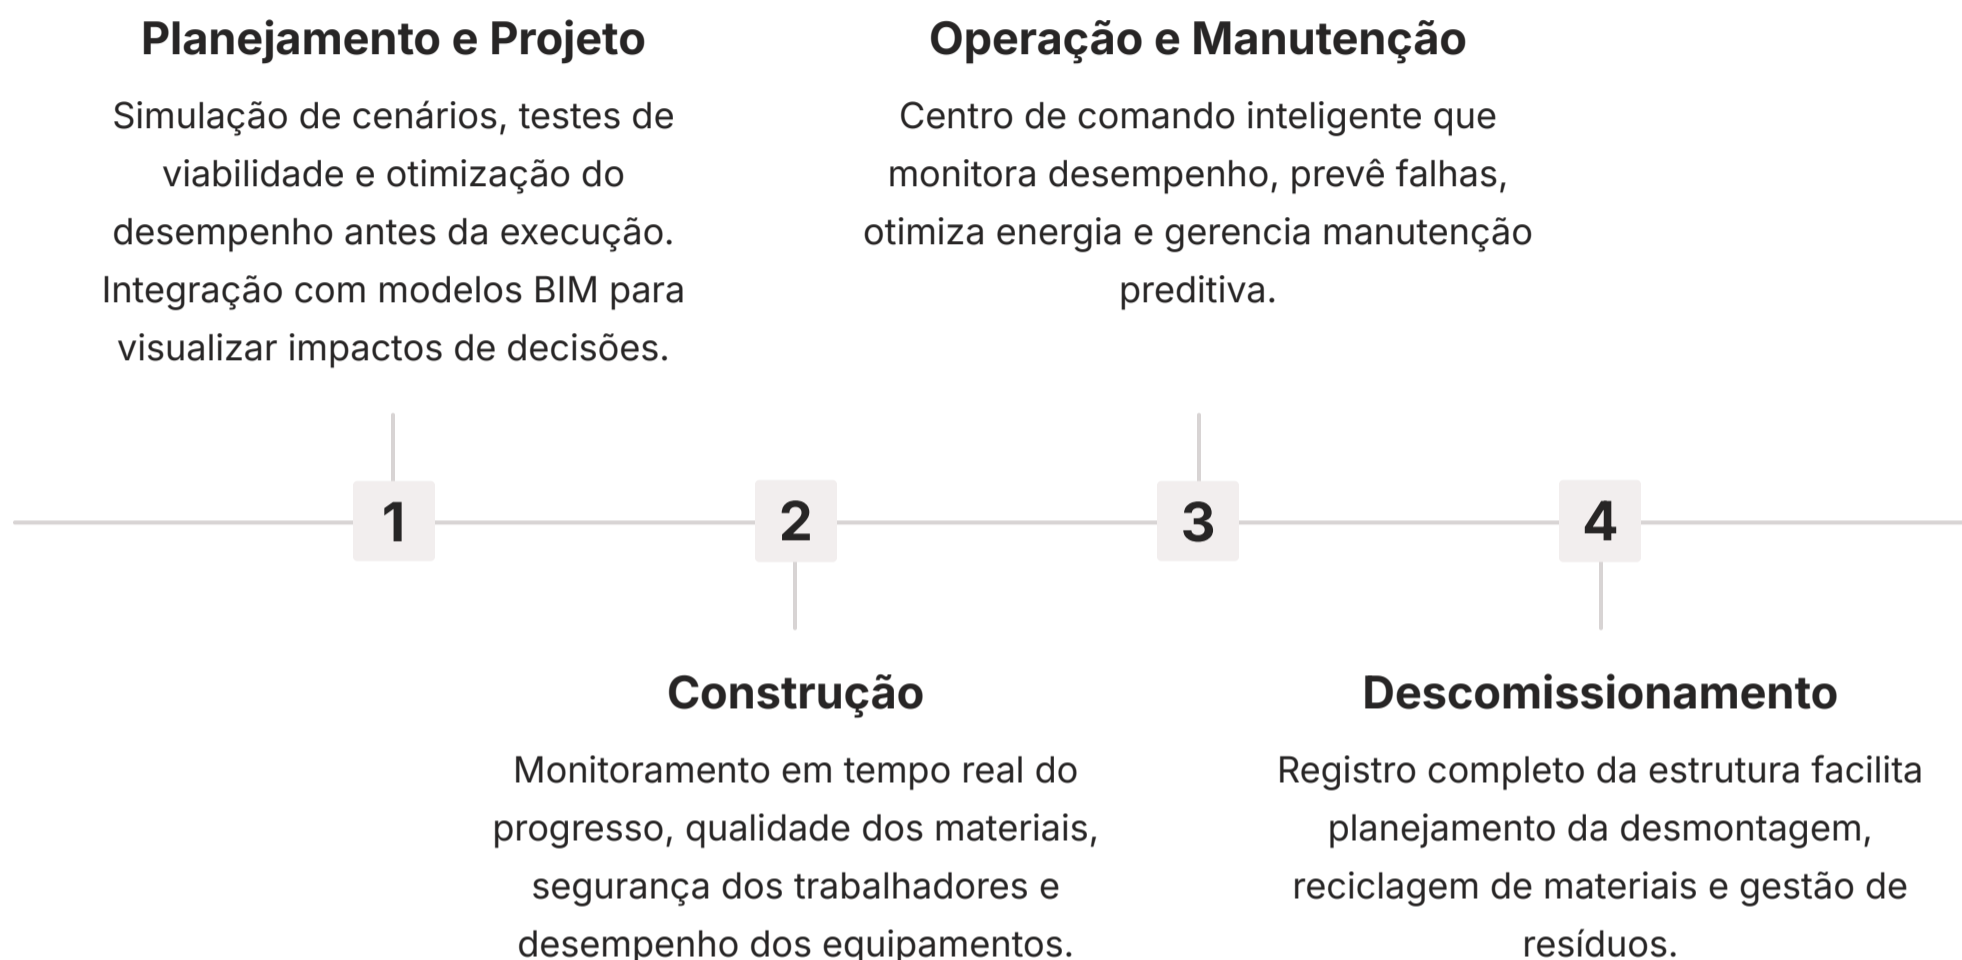 Planejamento e Projeto
Simulação de cenários, testes de
viabilidade e otimização do
desempenho antes da execução.
Integração com modelos BIM para
visualizar impactos de decisões.
Operação e Manutenção
Centro de comando inteligente que
monitora desempenho, prevê falhas,
otimiza energia e gerencia manutenção
preditiva.
1
2
3
4
Construção
Monitoramento em tempo real do
progresso, qualidade dos materiais,
segurança dos trabalhadores e
desempenho dos equipamentos.
Descomissionamento
Registro completo da estrutura facilita
planejamento da desmontagem,
reciclagem de materiais e gestão de
resíduos.